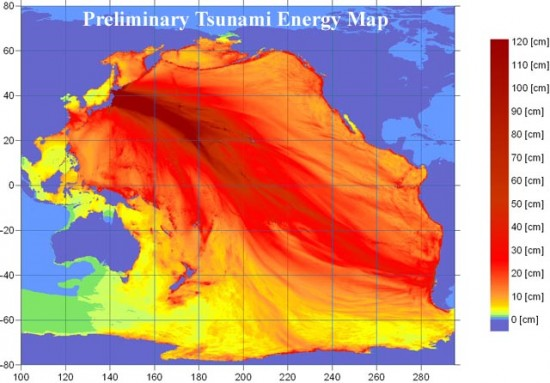 Preliminary Tsunami Energy Map
80
60
40
20
0
-20
-40
-60
-80
100 120 140 160 180 200 220 240 260 280
120 [cm]
110 [cm]
100 [cm]
90 [cm]
80 [cm]
70 [cm]
60 [cm]
50 [cm]
40 [cm]
30 [cm]
20 [cm]
10 [cm]
0 [cm]